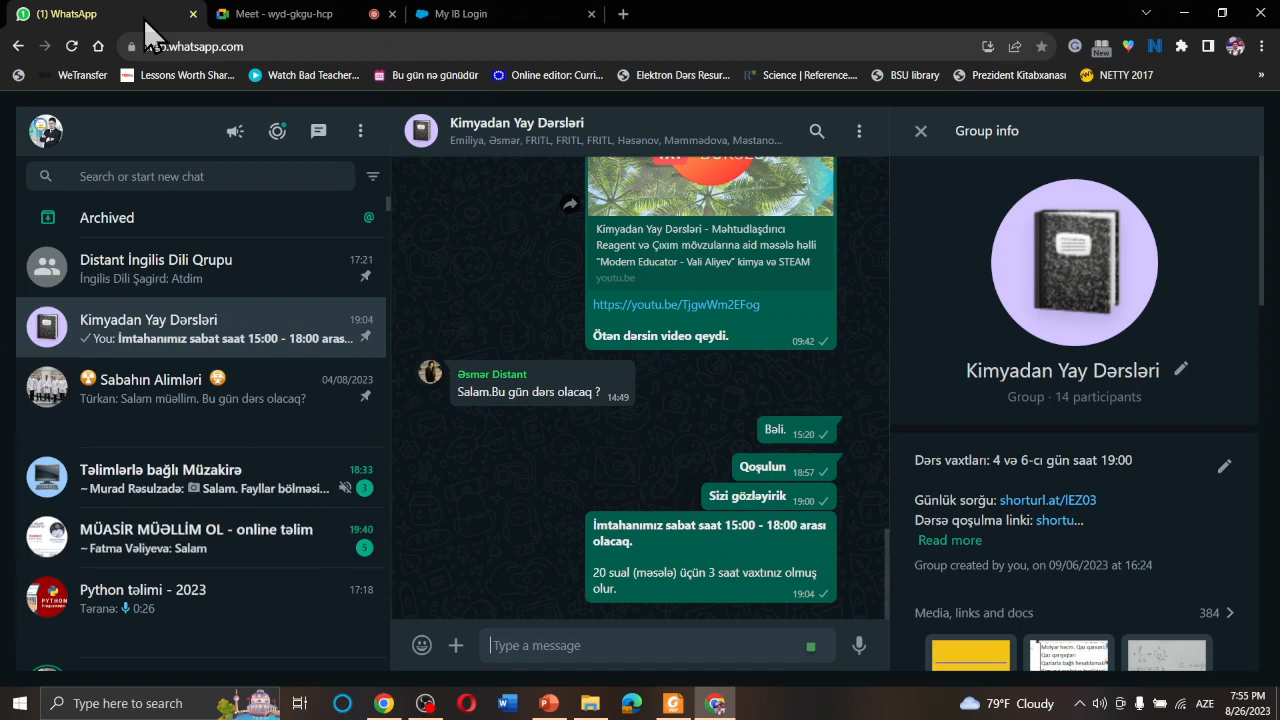 (1) WhatsApp
Meet - wyd-gkgu-hcp
My IB Login
.whatsapp.com
New
WeTransfer
Lessons Worth Shar...
Watch Bad Teacher...
Bu gün nə günüdür
Online editor: Curri...
Elektron Dərs Resur...
Science | Reference...
BSU library
Prezident Kitabxanası
NETTY 2017
»
Search or start new chat
Archived
@
Distant İngilis Dili Qrupu
17:21
İngilis Dili Şagird: Atdim
Kimyadan Yay Dərsləri
19:04
You: İmtahanımız sabat saat 15:00 - 18:00 aras...
Sabahın Alimləri
04/08/2023
Türkan: Salam müəllim. Bu gün dərs olacaq?
Təlimlərlə bağlı Müzakirə
18:33
~ Murad Rəsulzadə: Salam. Fayllar bölməsi...
3
MÜASİR MÜƏLLİM OL - online təlim
19:40
~ Fatma Vəliyeva: Salam
5
Python təlimi - 2023
17:18
Təranə: 0:26
Kimyadan Yay Dərsləri
Emiliya, Əsmər, FRITL, FRITL, FRITL, Həsənov, Məmmədova, Məstano...
Kimyadan Yay Dərsləri - Məhtudlaşdırıcı
Reagent və Çıxım mövzularına aid məsələ həlli
"Modern Educator - Vali Aliyev" kimya və STEAM
youtu.be
https://youtu.be/TjgwWm2EFog
Ötən dərsin video qeydi.
09:42
Əsmər Distant
Salam.Bu gün dərs olacaq ?
14:49
Bəli.
15:20
Qoşulun
18:57
Sizi gözləyirik
19:00
İmtahanımız sabat saat 15:00 - 18:00 arası
olacaq.
20 sual (məsələ) üçün 3 saat vaxtınız olmuş
olur.
19:04
Type a message
Group info
Kimyadan Yay Dərsləri
Group · 14 participants
Dərs vaxtları: 4 və 6-cı gün saat 19:00
Günlük sorğu: shorturl.at/lEZ03
Dərsə qoşulma linki: shortu...
Read more
Group created by you, on 09/06/2023 at 16:24
Media, links and docs
384
Type here to search
79°F Cloudy
AZE
7:55 PM
8/26/2023